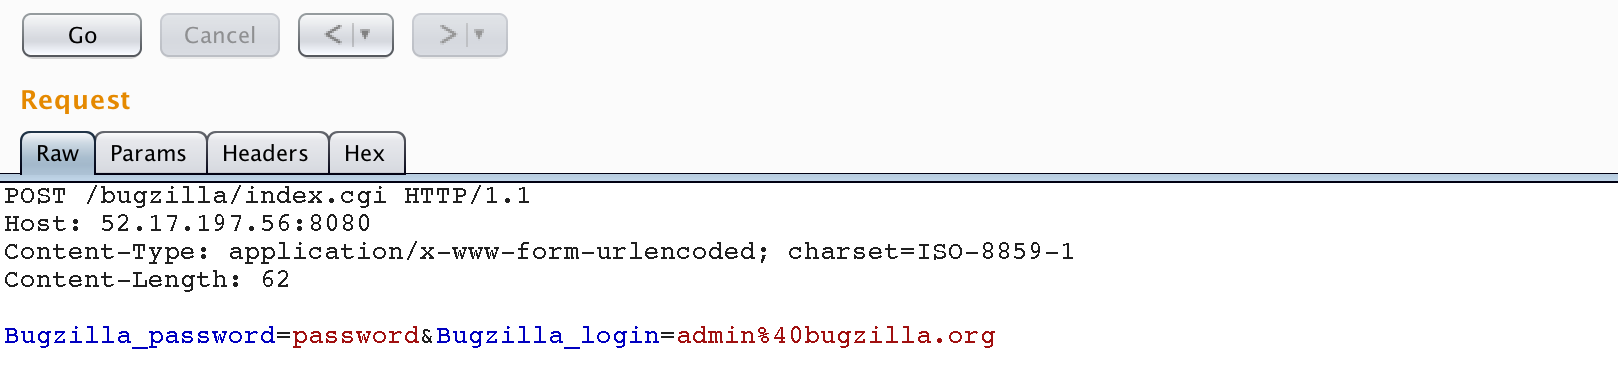 Go Cancel < >
Request
Raw Params Headers Hex
POST /bugzilla/index.cgi HTTP/1.1
Host: 52.17.197.56:8080
Content-Type: application/x-www-form-urlencoded; charset=ISO-8859-1
Content-Length: 62
Bugzilla_password=password&Bugzilla_login=admin%40bugzilla.org